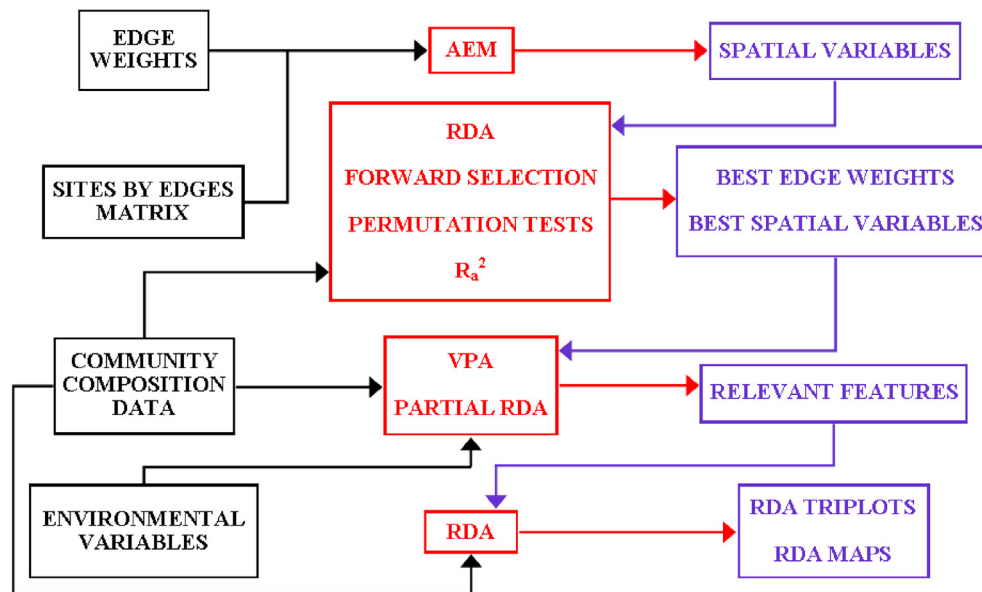 EDGE
WEIGHTS
AEM
SPATIAL VARIABLES
RDA
FORWARD SELECTION
PERMUTATION TESTS
Rₐ²
SITES BY EDGES
MATRIX
BEST EDGE WEIGHTS
BEST SPATIAL VARIABLES
COMMUNITY
COMPOSITION
DATA
VPA
PARTIAL RDA
RELEVANT FEATURES
ENVIRONMENTAL
VARIABLES
RDA
RDA TRIPLOTS
RDA MAPS